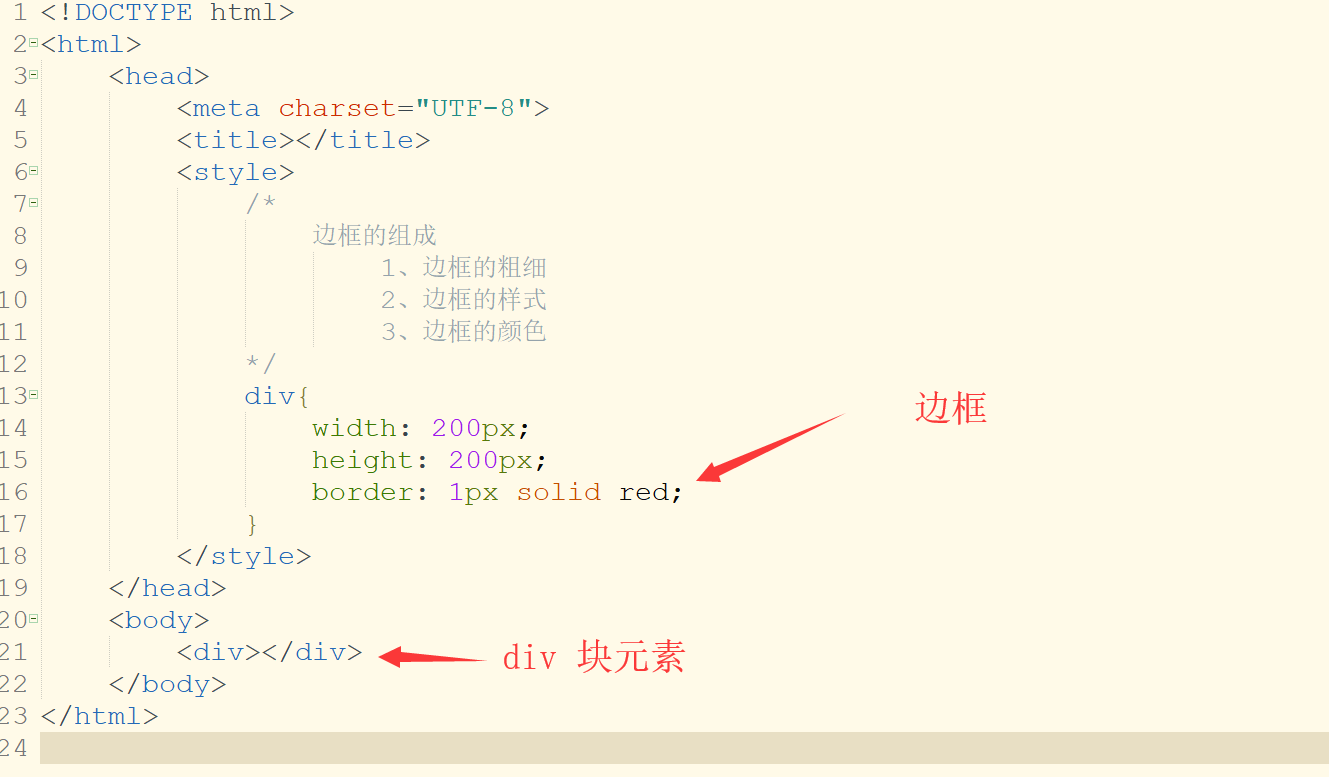 1 <!DOCTYPE html>
2 <html>
3 <head>
4 <meta charset="UTF-8">
5 <title></title>
6 <style>
7 /*
8 边框的组成
9 1、边框的粗细
10 2、边框的样式
11 3、边框的颜色
12 */
13 div{
14 width: 200px;
15 height: 200px;
16 border: 1px solid red;
边框
17 }
18 </style>
19 </head>
20 <body>
21 <div></div>
div 块元素
22 </body>
23 </html>
24